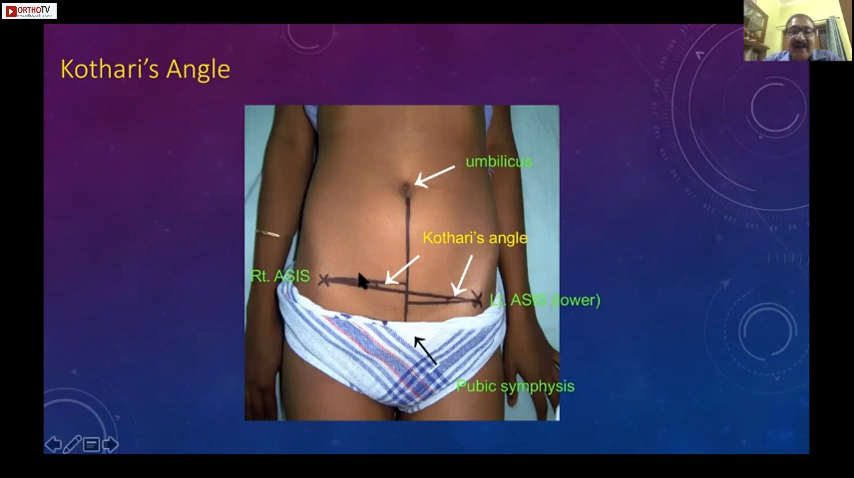 ORTHOTV
Kothari's Angle
umbilicus
Kothari's angle
Rt. ASIS
Lt. ASIS (lower)
Pubic symphysis